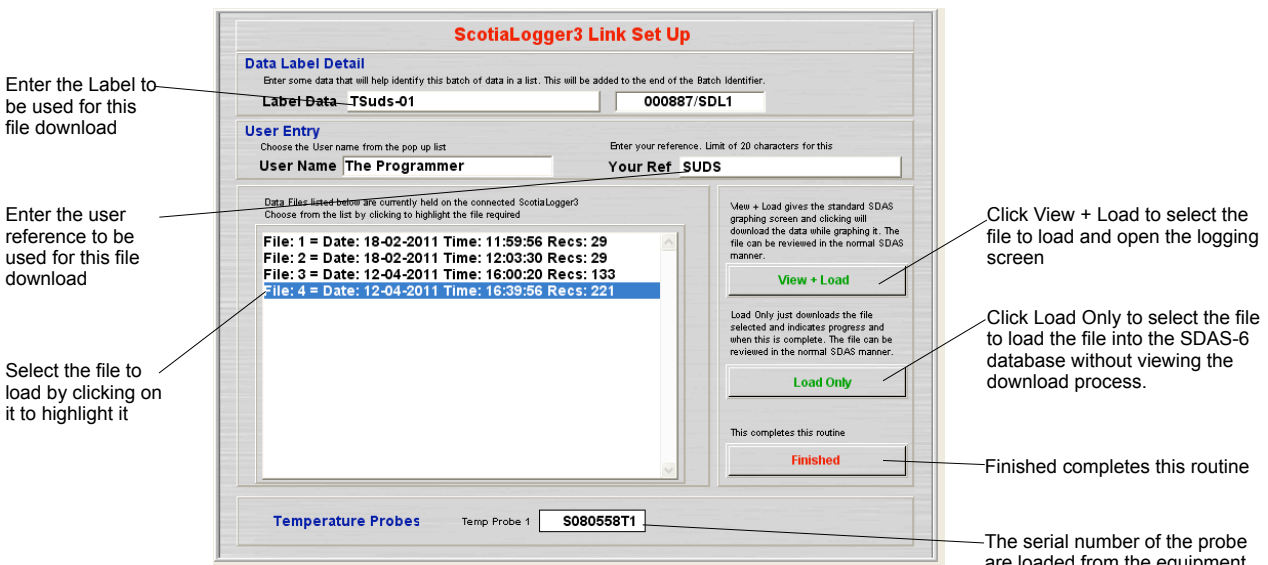 ScotiaLogger3 Link Set Up
Data Label Detail
Enter some data that will help identify this batch of data in a list. This will be added to the end of the Batch Identifier.
Label Data TSuds-01 000887/SDL1
User Entry
Choose the User name from the pop up list
Enter your reference. Limit of 20 characters for this
User Name The Programmer
Your Ref SUDS
Data Files listed below are currently held on the connected ScotiaLogger3
Choose from the list by clicking to highlight the file required
File: 1 = Date: 18-02-2011 Time: 11:59:56 Recs: 29
File: 2 = Date: 18-02-2011 Time: 12:03:30 Recs: 29
File: 3 = Date: 12-04-2011 Time: 16:00:20 Recs: 133
File: 4 = Date: 12-04-2011 Time: 16:39:56 Recs: 221
View + Load gives the standard SDAS
graphing screen and clicking will
download the data while graphing it. The
file can be reviewed in the normal SDAS
manner.
View + Load
Load Only just downloads the file
selected and indicates progress and
when this is complete. The file can be
reviewed in the normal SDAS manner.
Load Only
This completes this routine
Finished
Temperature Probes
Temp Probe 1 S080558T1
Enter the Label to
be used for this
file download
Enter the user
reference to be
used for this file
download
Select the file to
load by clicking on
it to highlight it
Click View + Load to select the
file to load and open the logging
screen
Click Load Only to select the file
to load the file into the SDAS-6
database without viewing the
download process.
Finished completes this routine
The serial number of the probe
are loaded from the equipment